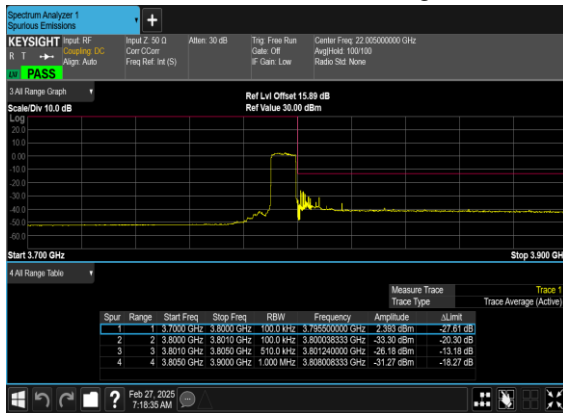 Spectrum Analyzer 1
Spurious Emissions
KEYSIGHT Input: RF Input Z: 50 Ω Atten: 30 dB Trig: Free Run Center Freq: 22.005000000 GHz
R T Coupling: DC Corr CCorr Gate: Off Avg|Hold: 100/100
Align: Auto Freq Ref: Int (S) IF Gain: Low Radio Std: None
PASS
3 All Range Graph Ref Lvl Offset 15.89 dB
Scale/Div 10.0 dB Ref Value 30.00 dBm
Log
20.0
10.0
0.00
-10.0
-20.0
-30.0
-40.0
-50.0
-60.0
Start 3.700 GHz Stop 3.900 GH
4 All Range Table
Measure Trace Trace 1
Trace Type Trace Average (Active)
Spur Range Start Freq Stop Freq RBW Frequency Amplitude ΔLimit
1 1 3.7000 GHz 3.8000 GHz 100.0 kHz 3.795500000 GHz 2.393 dBm -27.61 dB
2 2 3.8000 GHz 3.8010 GHz 100.0 kHz 3.800038333 GHz -33.30 dBm -20.30 dB
3 3 3.8010 GHz 3.8050 GHz 510.0 kHz 3.801240000 GHz -26.18 dBm -13.18 dB
4 4 3.8050 GHz 3.9000 GHz 1.000 MHz 3.808008333 GHz -31.27 dBm -18.27 dB
? Feb 27, 2025
7:18:35 AM